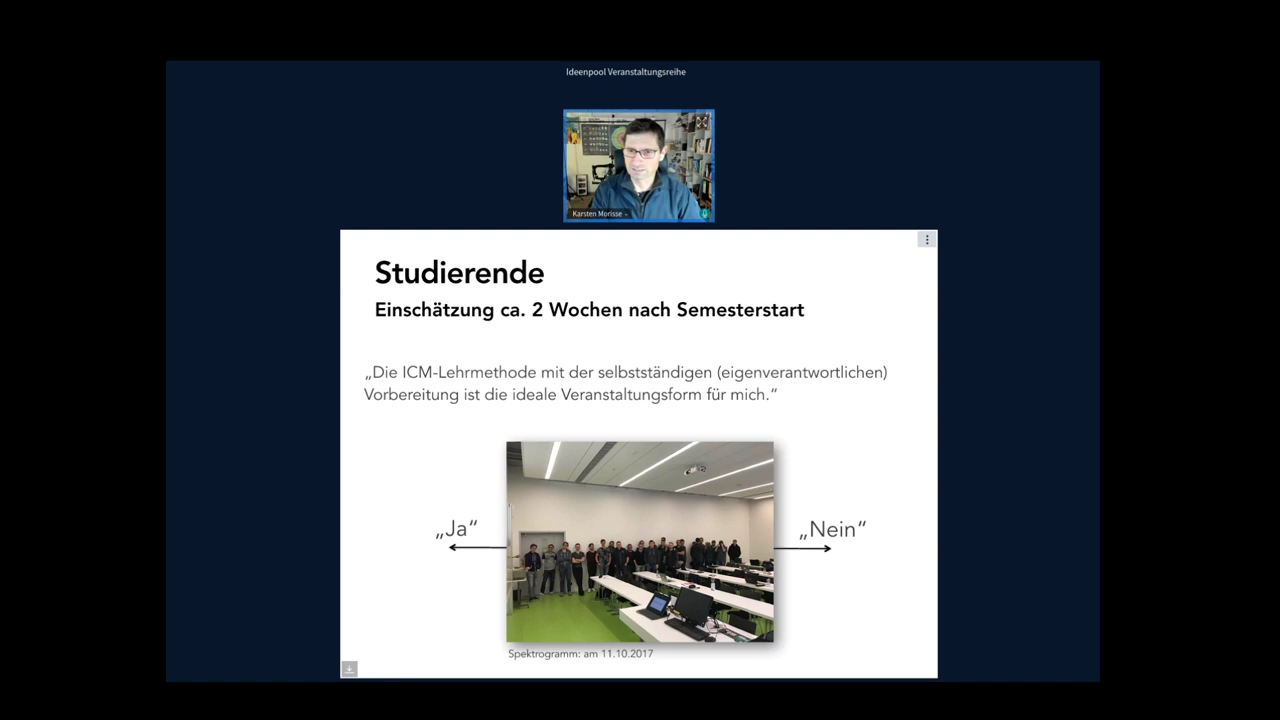 Ideenpool Veranstaltungsreihe
Karsten Morisse
Studierende
Einschätzung ca. 2 Wochen nach Semesterstart
„Die ICM-Lehrmethode mit der selbstständigen (eigenverantwortlichen)
Vorbereitung ist die ideale Veranstaltungsform für mich.“
„Ja“
„Nein“
Spektrogramm: am 11.10.2017